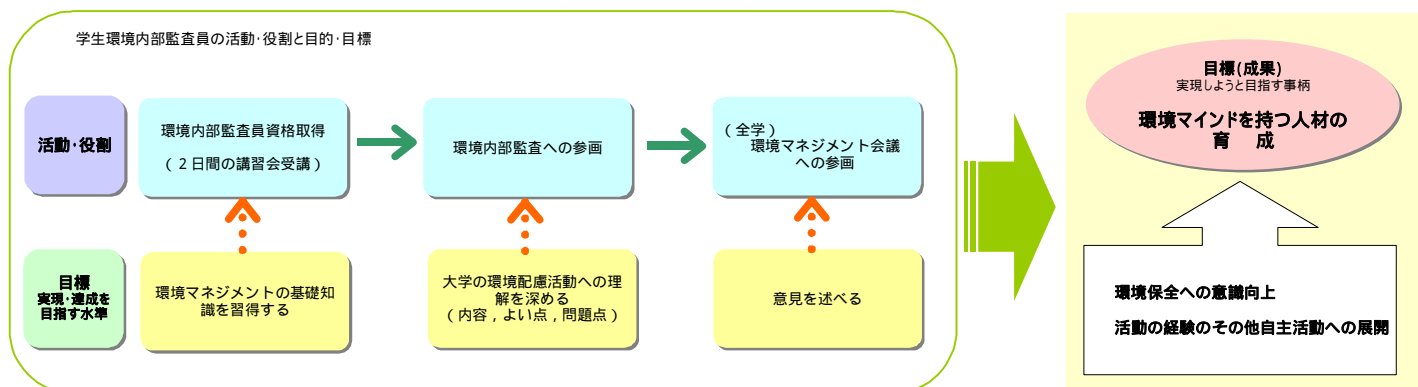 学生環境内部監査員の活動・役割と目的・目標
活動・役割
環境内部監査員資格取得
(2日間の講習会受講)
環境内部監査への参画
(全学)
環境マネジメント会議
への参画
目標
実現・達成を
目指す水準
環境マネジメントの基礎知
識を習得する
大学の環境配慮活動への理
解を深める
(内容,よい点,問題点)
意見を述べる
目標(成果)
実現しようと目指す事柄
環境マインドを持つ人材の
育 成
環境保全への意識向上
活動の経験のその他自主活動への展開